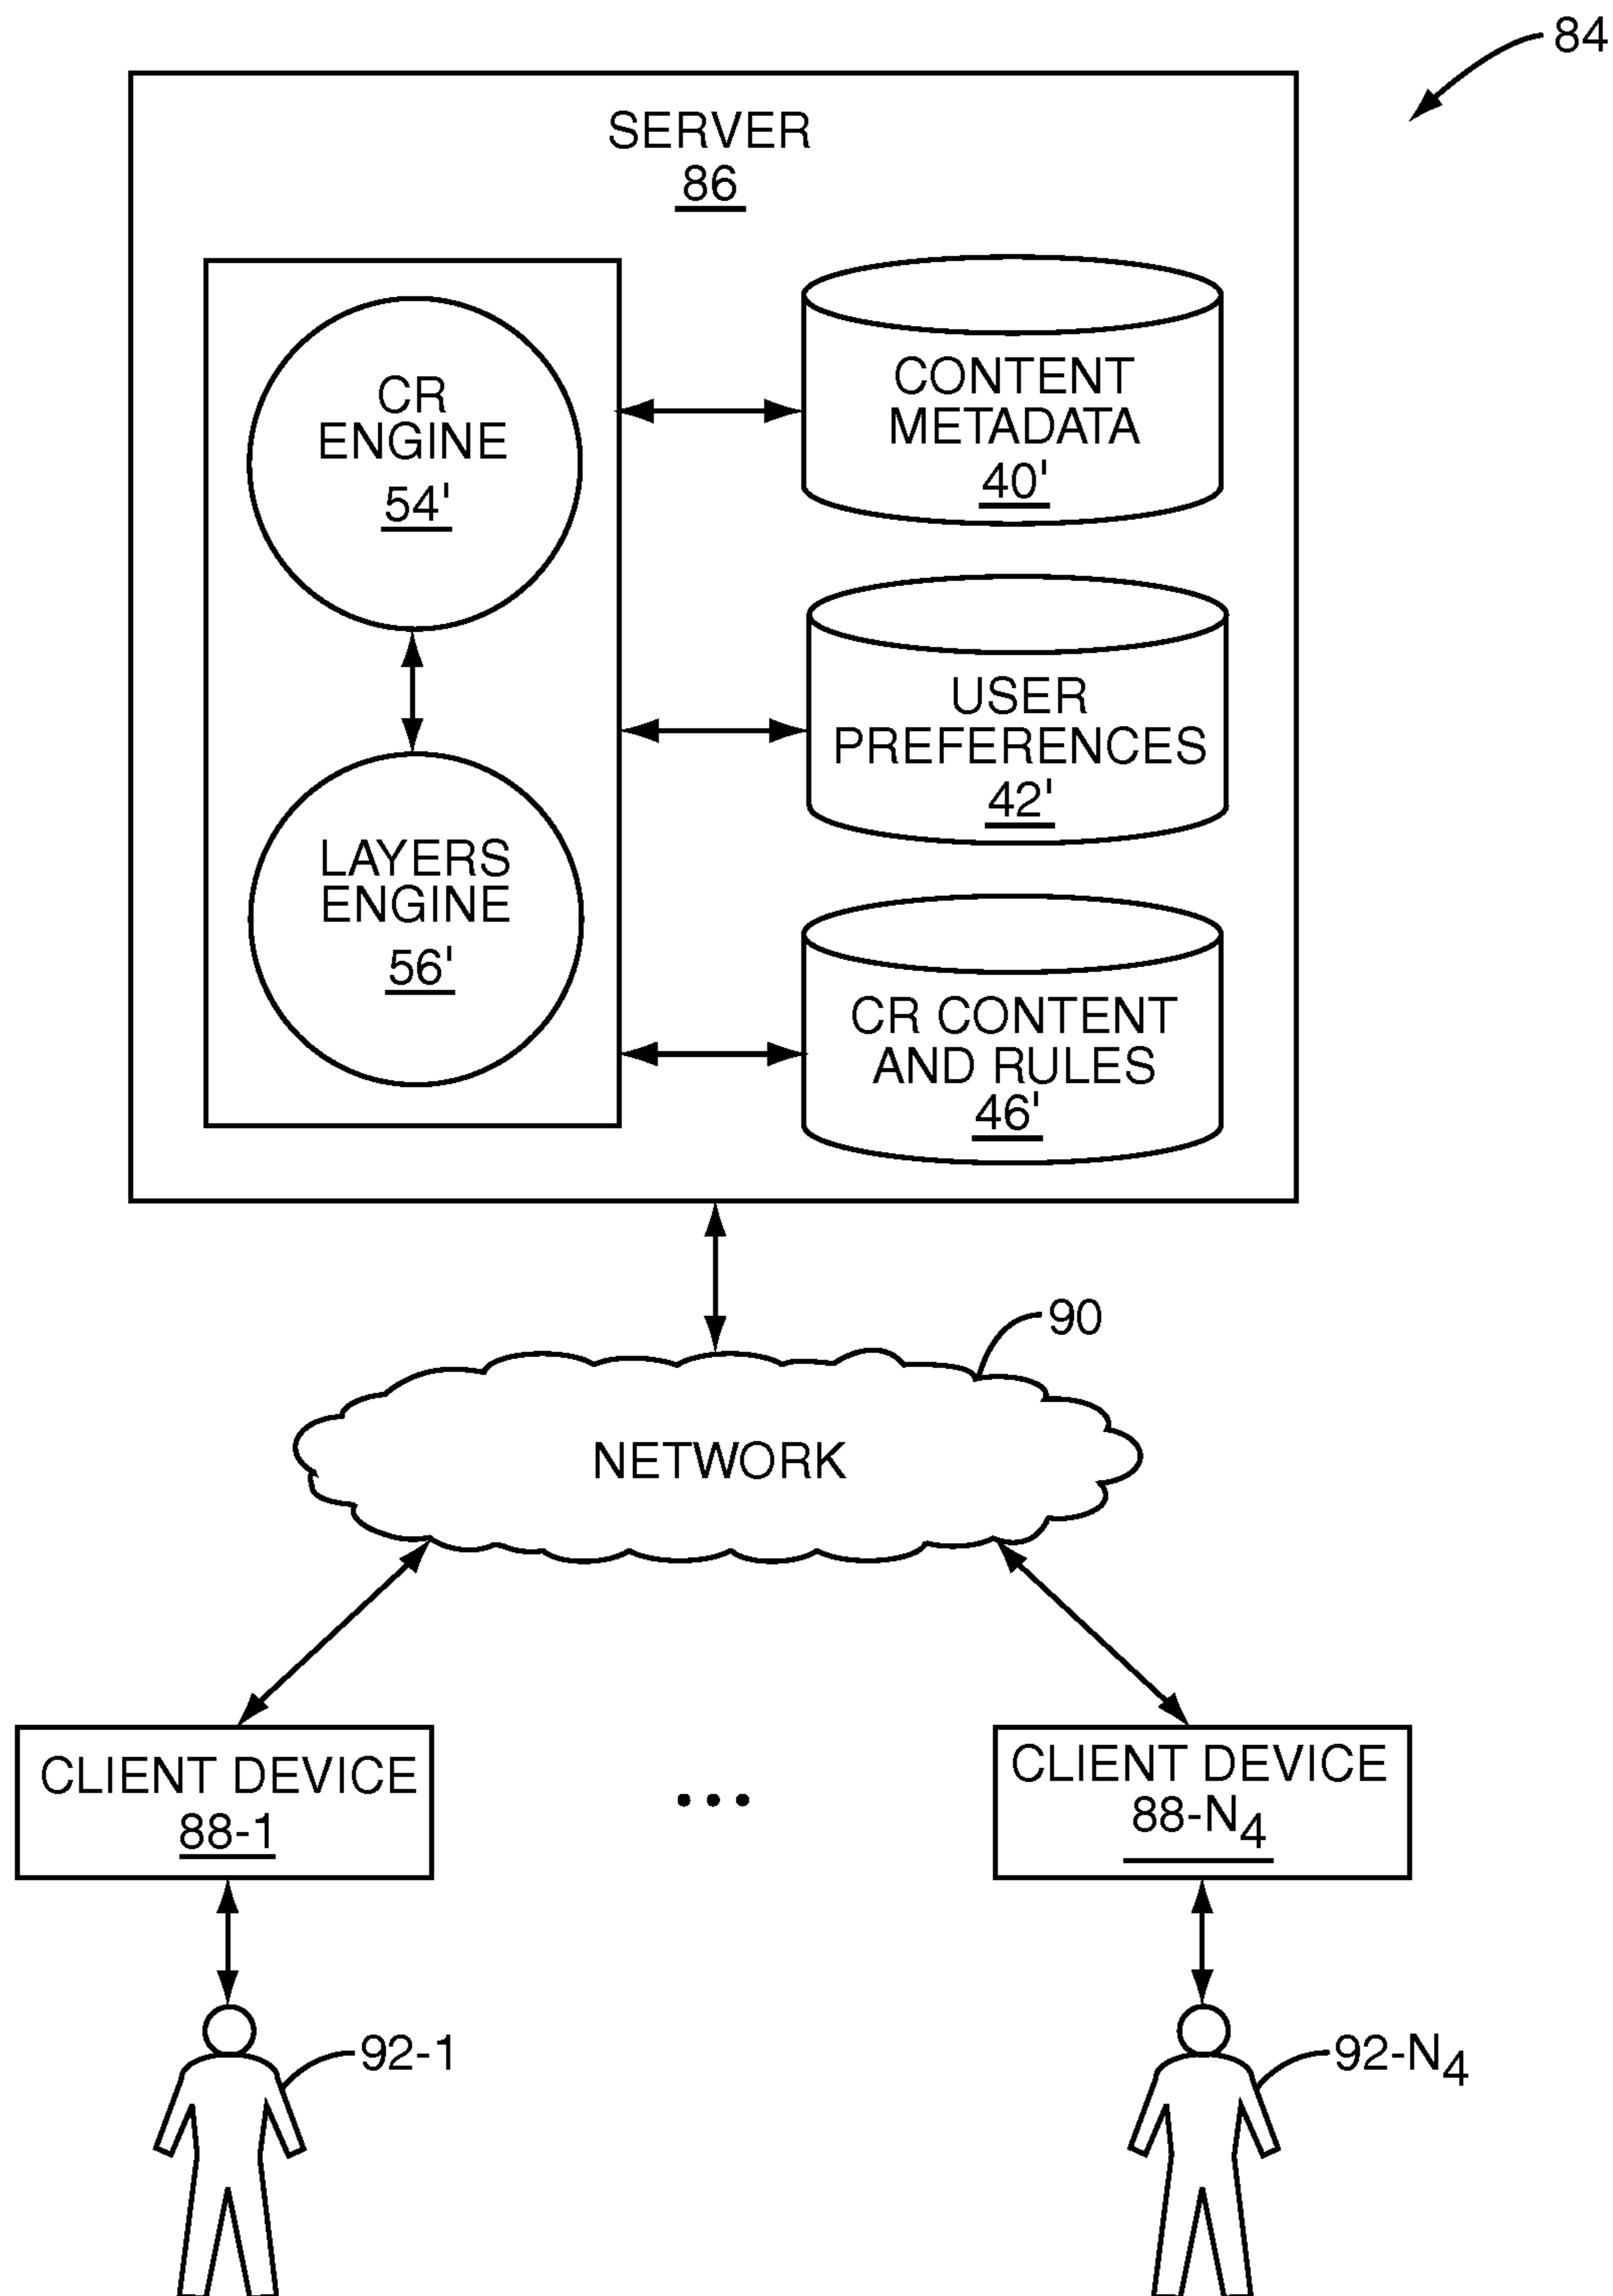 84
SERVER
86
CR
ENGINE
54'
CONTENT
METADATA
40'
USER
PREFERENCES
42'
LAYERS
ENGINE
56'
CR CONTENT
AND RULES
46'
90
NETWORK
CLIENT DEVICE
88-1
...
CLIENT DEVICE
88-N4
92-1
92-N4